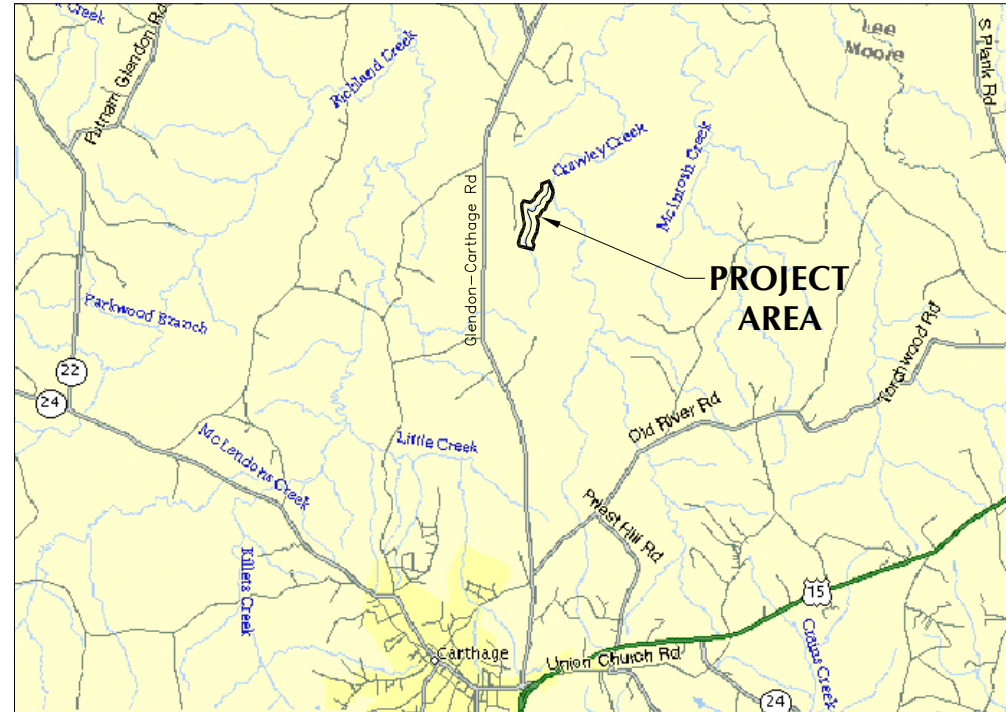 Creek
Putnam Glendon Rd
Richland Creek
Lee
Moore
S Plank Rd
Crawley Creek
McIntosh Creek
Glendon-Carthage Rd
PROJECT
AREA
Parkwood Branch
22
24
Torchwood Rd
Old River Rd
McLendons Creek
Little Creek
Priest Hill Rd
Killets Creek
15
Crains Creek
Carthage
Union Church Rd
24